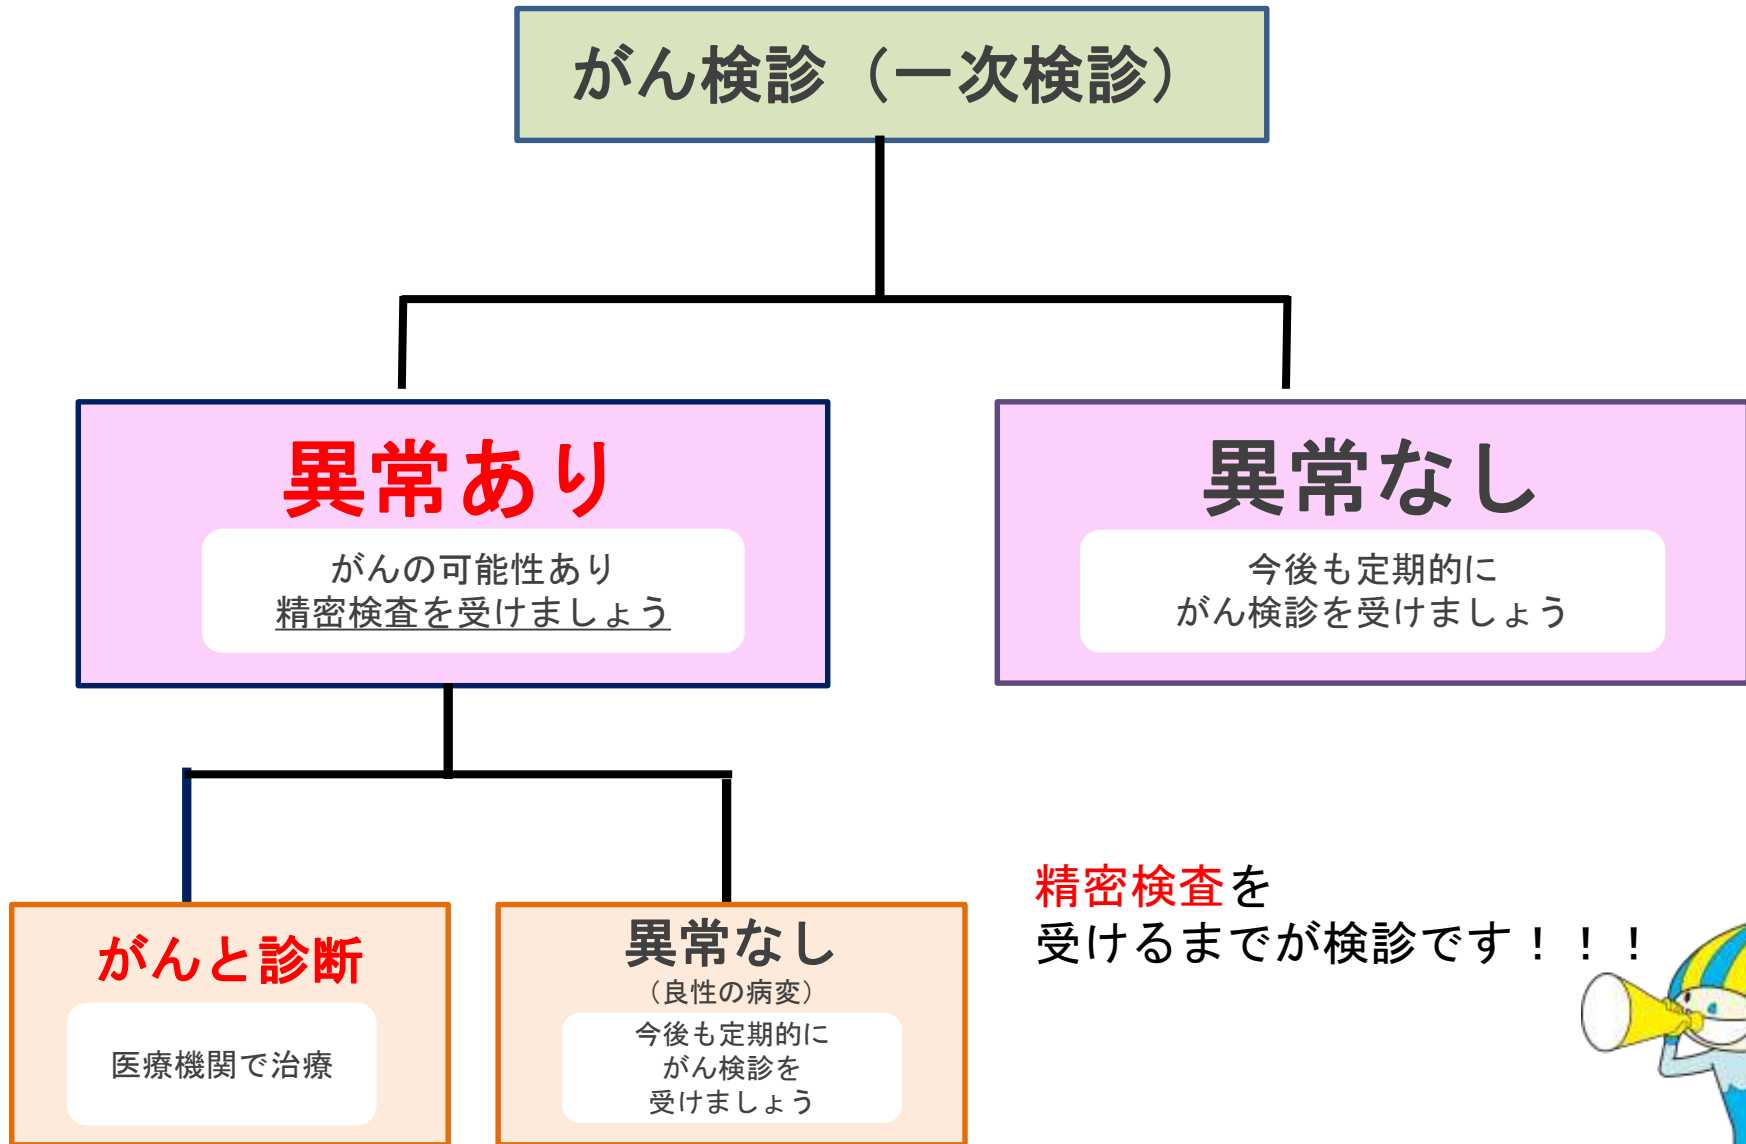 がん検診（一次検診）
異常あり
がんの可能性あり
精密検査を受けましょう
異常なし
今後も定期的に
がん検診を受けましょう
がんと診断
医療機関で治療
異常なし
（良性の病変）
今後も定期的に
がん検診を
受けましょう
精密検査を
受けるまでが検診です！！！